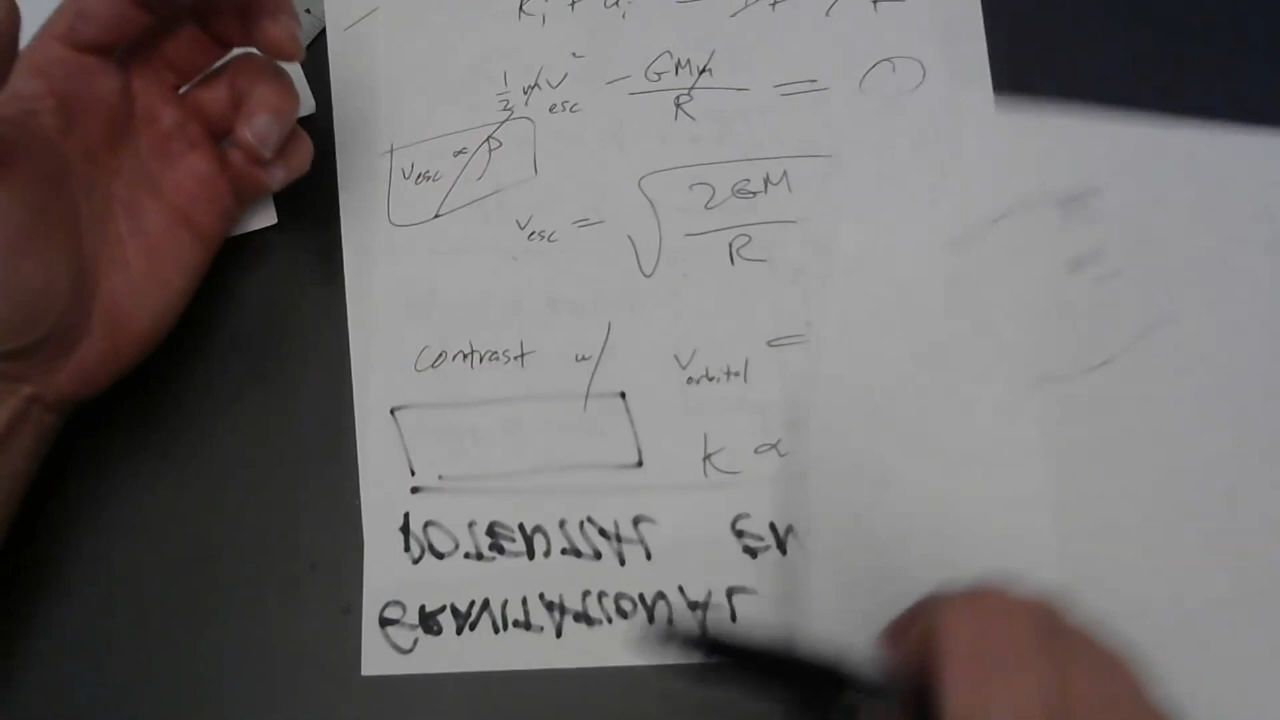 ½ mv²esc − GMm/R = 0
vesc ∝
vesc = √(2GM/R)
contrast w/ vorbital =
K ∝
POTENTIAL EN
GRAVITATIONAL